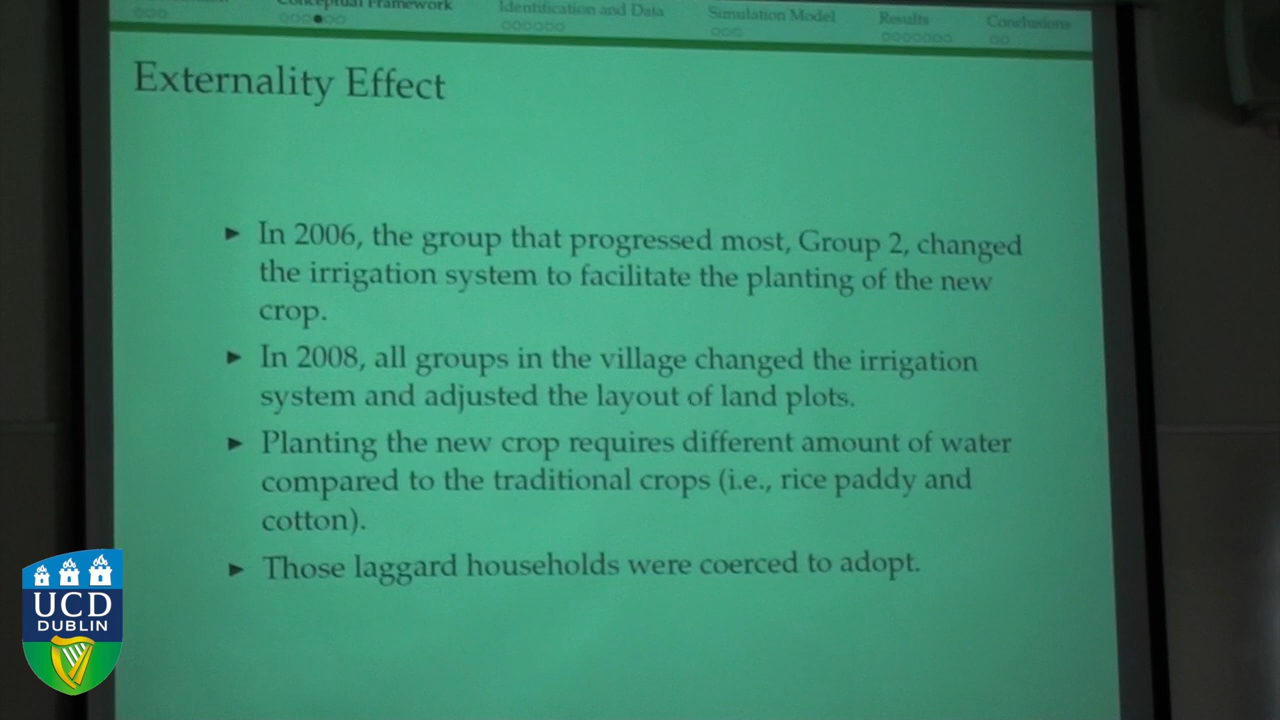 Conceptual Framework
Identification and Data
Simulation Model
Results
Conclusions
Externality Effect
In 2006, the group that progressed most, Group 2, changed
the irrigation system to facilitate the planting of the new
crop.
In 2008, all groups in the village changed the irrigation
system and adjusted the layout of land plots.
Planting the new crop requires different amount of water
compared to the traditional crops (i.e., rice paddy and
cotton).
Those laggard households were coerced to adopt.
UCD
DUBLIN